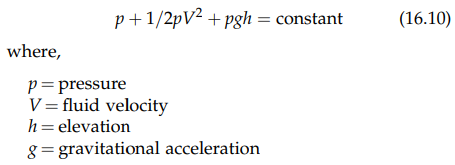 p + 1/2pV² + pgh = constant (16.10)
where,
p = pressure
V = fluid velocity
h = elevation
g = gravitational acceleration